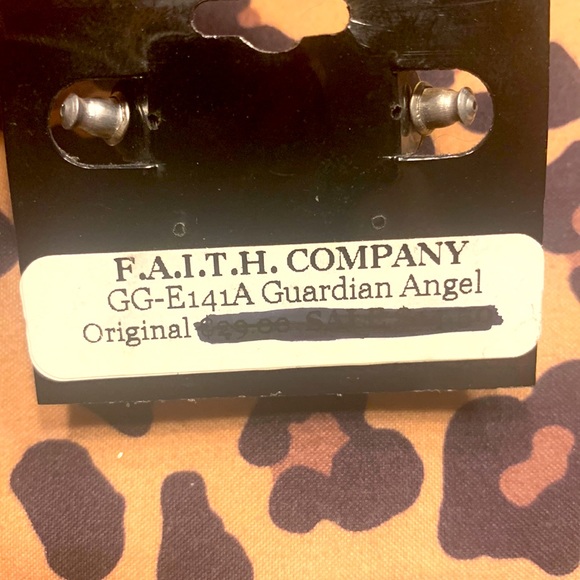 F.A.I.T.H. COMPANY
GG-E141A Guardian Angel
Original